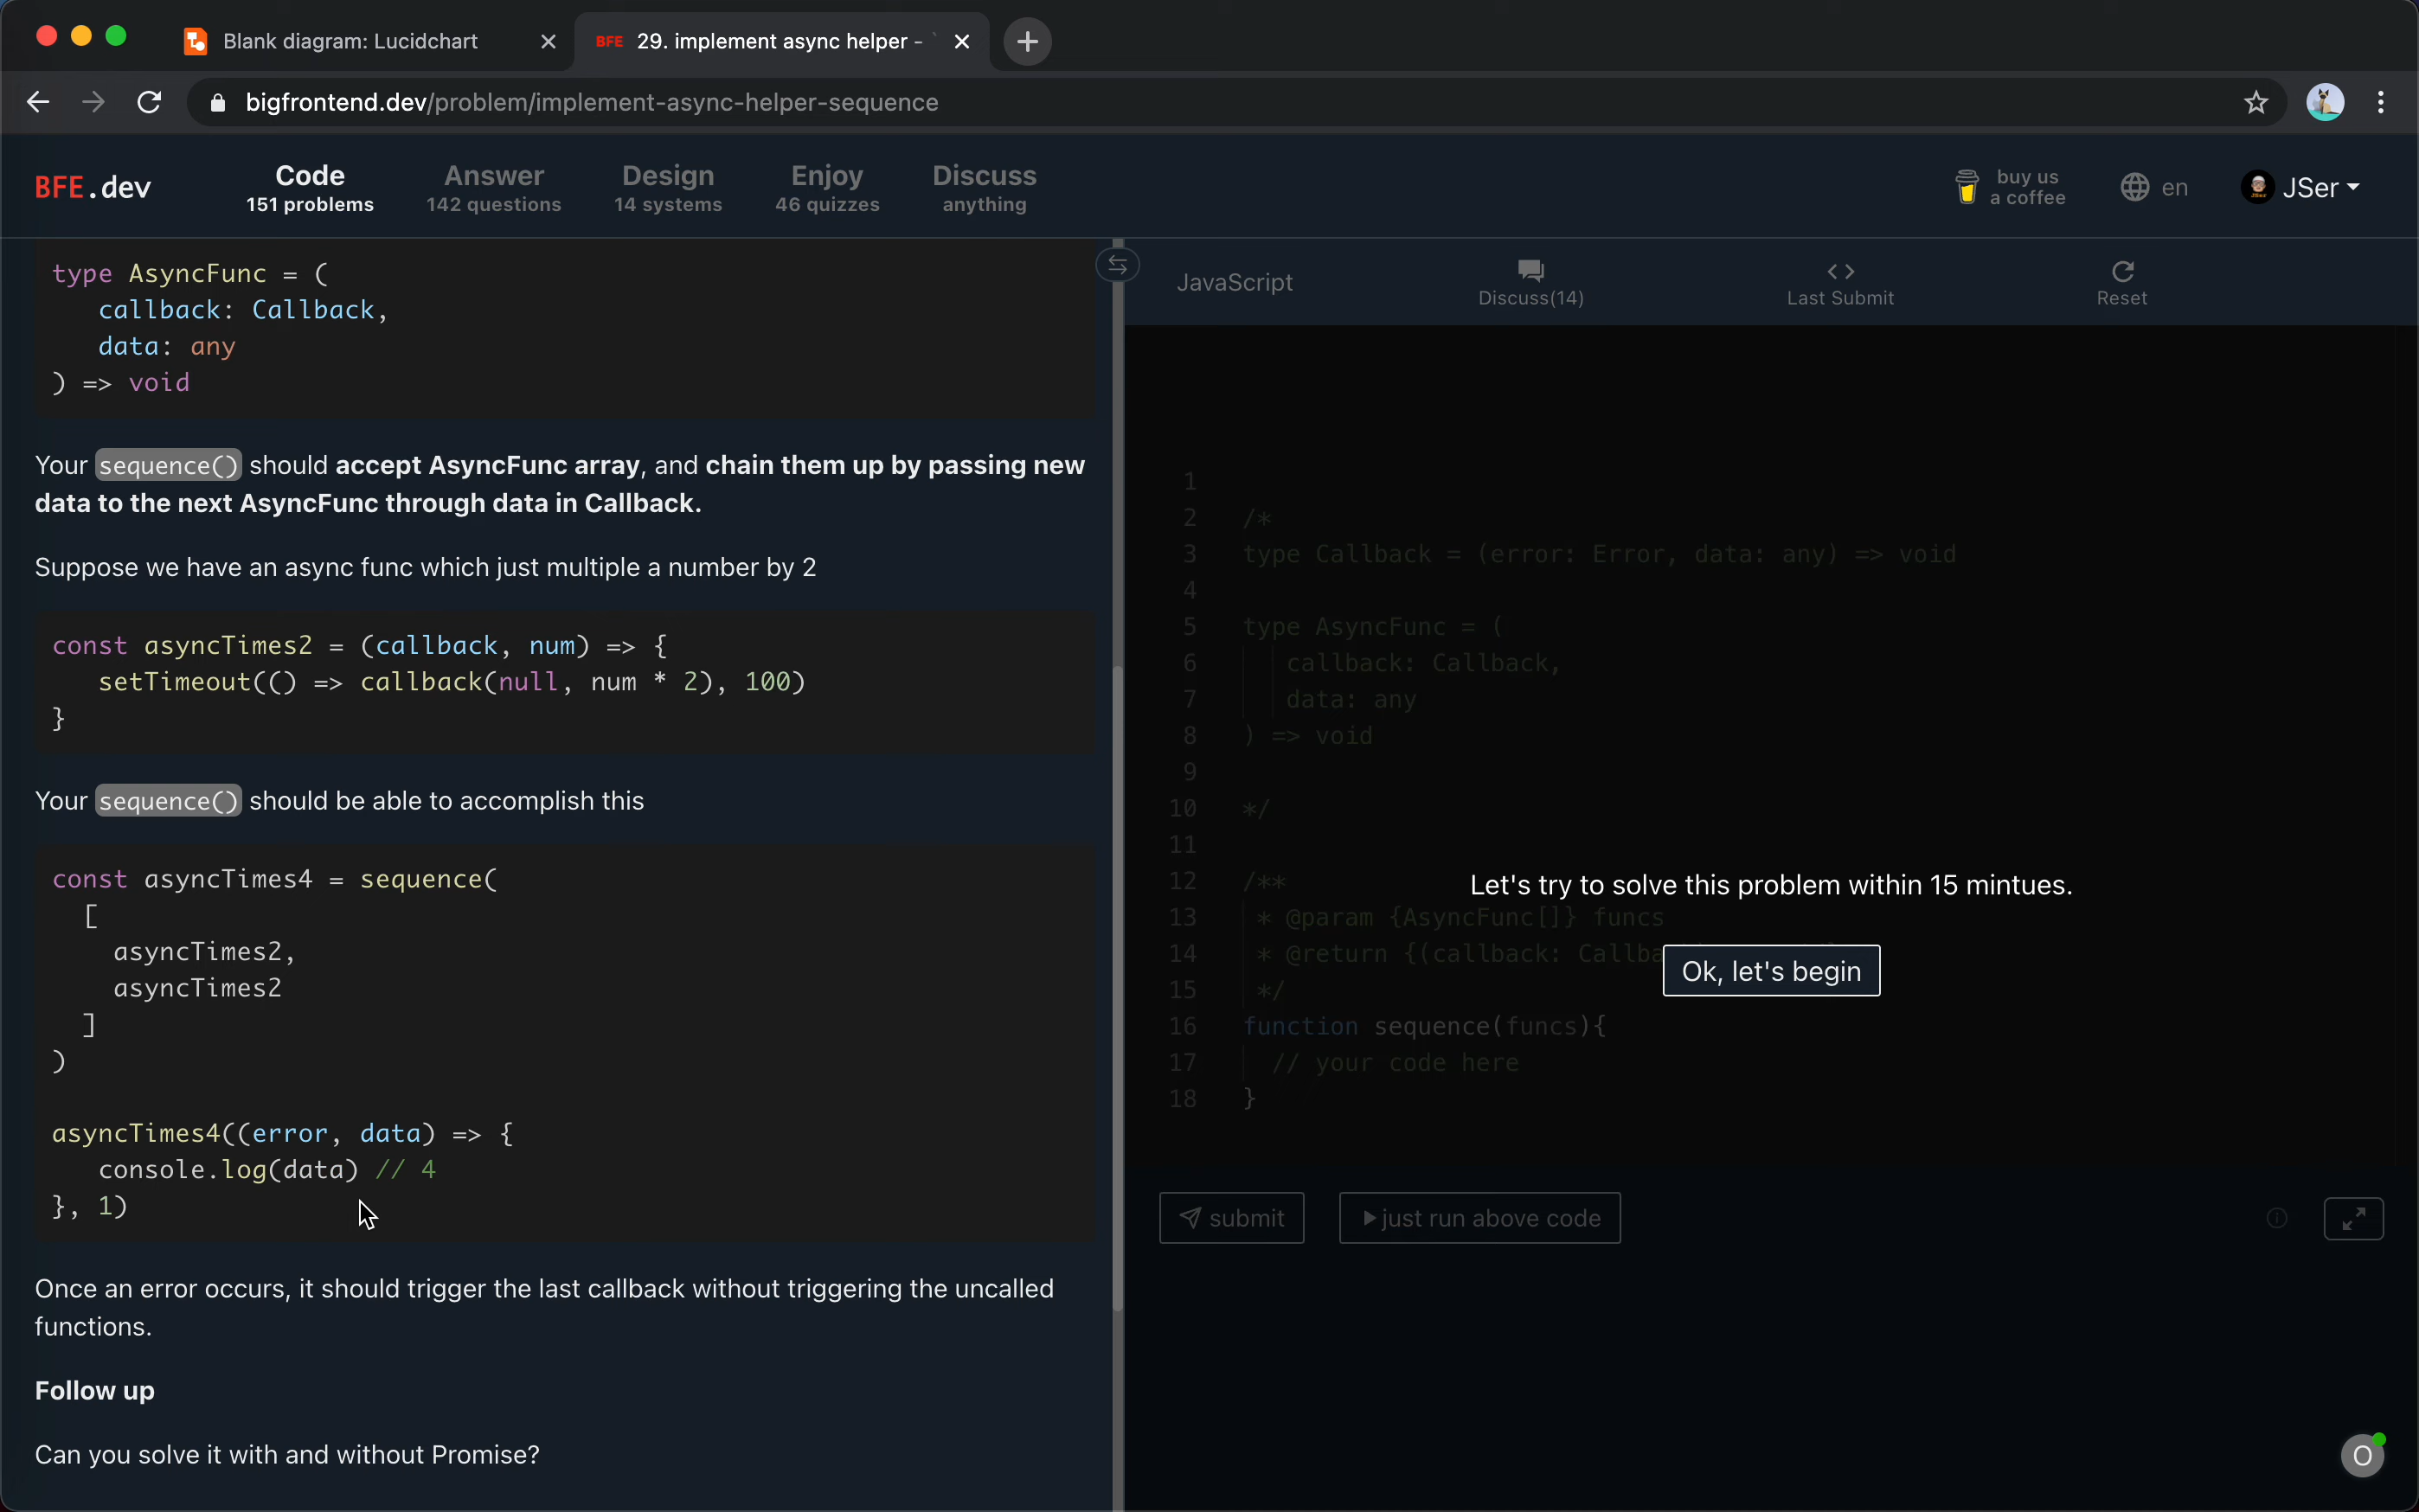 Blank diagram: Lucidchart
BFE 29. implement async helper - `
bigfrontend.dev/problem/implement-async-helper-sequence
BFE.dev
Code
151 problems
Answer
142 questions
Design
14 systems
Enjoy
46 quizzes
Discuss
anything
buy us
a coffee
en
JSer
type AsyncFunc = (
callback: Callback,
data: any
) => void
Your sequence() should accept AsyncFunc array, and chain them up by passing new
data to the next AsyncFunc through data in Callback.
Suppose we have an async func which just multiple a number by 2
const asyncTimes2 = (callback, num) => {
setTimeout(() => callback(null, num * 2), 100)
}
Your sequence() should be able to accomplish this
const asyncTimes4 = sequence(
[
asyncTimes2,
asyncTimes2
]
)
asyncTimes4((error, data) => {
console.log(data) // 4
}, 1)
Once an error occurs, it should trigger the last callback without triggering the uncalled
functions.
Follow up
Can you solve it with and without Promise?
JavaScript
Discuss(14)
Last Submit
Reset
1
2 /*
3 type Callback = (error: Error, data: any) => void
4
5 type AsyncFunc = (
6 callback: Callback,
7 data: any
8 ) => void
9
10 */
11
12 /**
13 * @param {AsyncFunc[]} funcs
14 * @return {(callback: Callba
15 */
16 function sequence(funcs){
17 // your code here
18 }
Let's try to solve this problem within 15 mintues.
Ok, let's begin
submit
just run above code
O